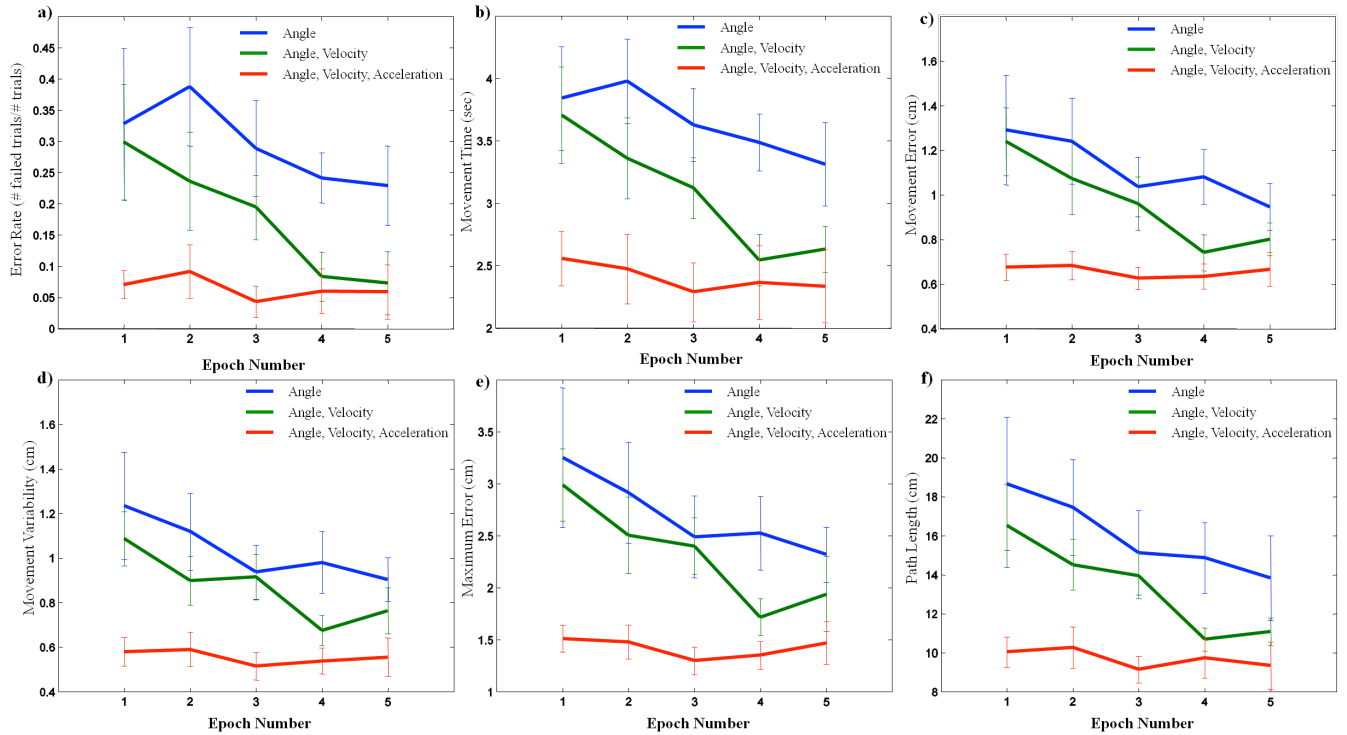 a)
Angle
Angle, Velocity
Angle, Velocity, Acceleration
Error Rate (# failed trials/# trials)
0.45
0.4
0.35
0.3
0.25
0.2
0.15
0.1
0.05
0
1 2 3 4 5
Epoch Number
b)
Angle
Angle, Velocity
Angle, Velocity, Acceleration
Movement Time (sec)
4
3.5
3
2.5
2
1 2 3 4 5
Epoch Number
c)
Angle
Angle, Velocity
Angle, Velocity, Acceleration
Movement Error (cm)
1.6
1.4
1.2
1
0.8
0.6
0.4
1 2 3 4 5
Epoch Number
d)
Angle
Angle, Velocity
Angle, Velocity, Acceleration
Movement Variability (cm)
1.6
1.4
1.2
1
0.8
0.6
0.4
1 2 3 4 5
Epoch Number
e)
Angle
Angle, Velocity
Angle, Velocity, Acceleration
Maximum Error (cm)
3.5
3
2.5
2
1.5
1
1 2 3 4 5
Epoch Number
f)
Angle
Angle, Velocity
Angle, Velocity, Acceleration
Path Length (cm)
22
20
18
16
14
12
10
8
1 2 3 4 5
Epoch Number